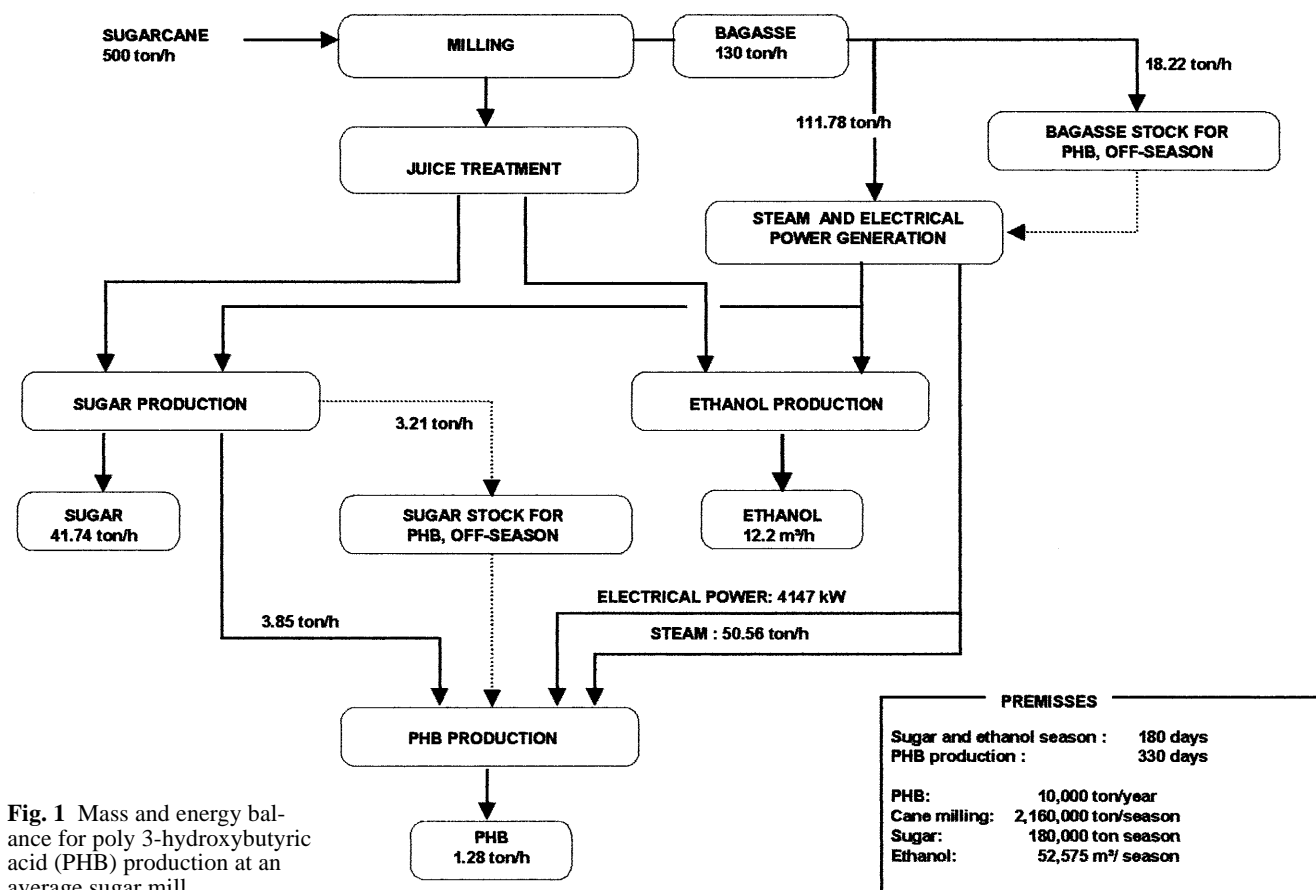 SUGARCANE
500 ton/h
MILLING
BAGASSE
130 ton/h
18.22 ton/h
111.78 ton/h
BAGASSE STOCK FOR
PHB, OFF-SEASON
JUICE TREATMENT
STEAM AND ELECTRICAL
POWER GENERATION
SUGAR PRODUCTION
ETHANOL PRODUCTION
3.21 ton/h
SUGAR
41.74 ton/h
SUGAR STOCK FOR
PHB, OFF-SEASON
ETHANOL
12.2 m³/h
ELECTRICAL POWER: 4147 kW
3.85 ton/h
STEAM : 50.56 ton/h
PHB PRODUCTION
PHB
1.28 ton/h
PREMISSES
Sugar and ethanol season : 180 days
PHB production : 330 days
PHB: 10,000 ton/year
Cane milling: 2,160,000 ton/season
Sugar: 180,000 ton season
Ethanol: 52,575 m³/ season
Fig. 1 Mass and energy bal-
ance for poly 3-hydroxybutyric
acid (PHB) production at an
average sugar mill